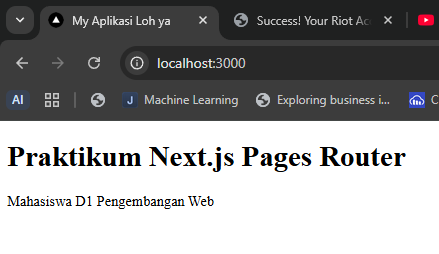 My Aplikasi Loh ya
Success! Your Riot Ac
localhost:3000
AI
J Machine Learning
Exploring business i...
C
Praktikum Next.js Pages Router
Mahasiswa D1 Pengembangan Web